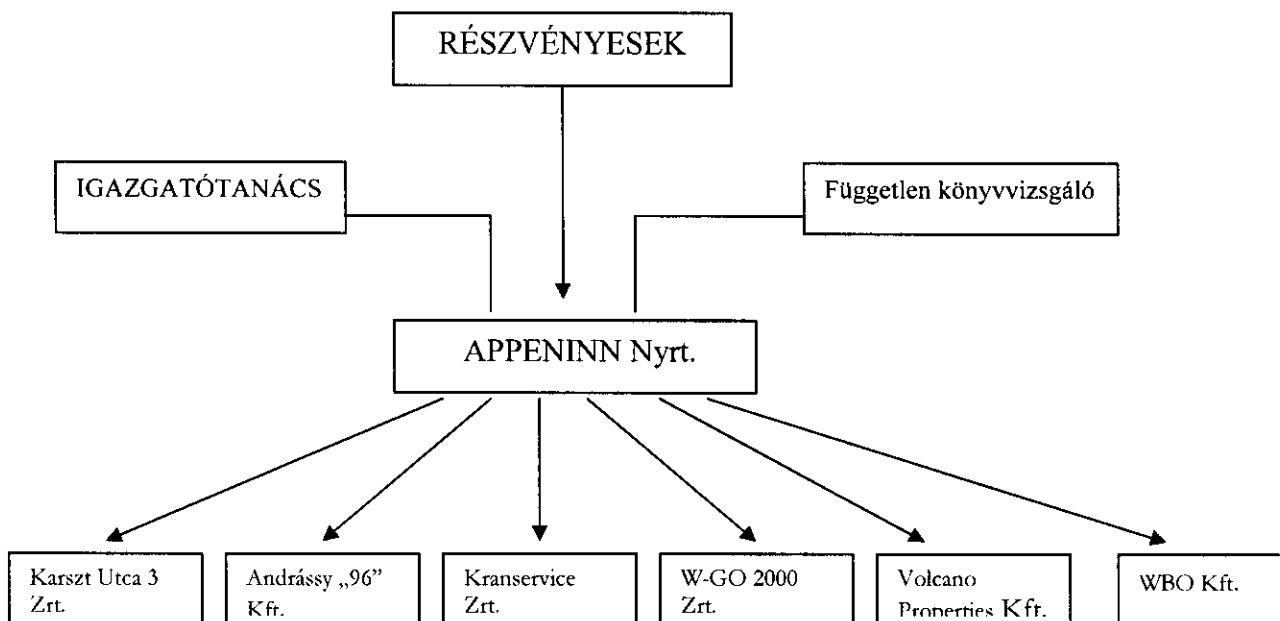 RÉSZVÉNYESEK
IGAZGATÓTANÁCS
Független könyvvizsgáló
APPENINN Nyrt.
Karszt Utca 3
Zrt.
Andrássy „96”
Kft.
Kranservice
Zrt.
W-GO 2000
Zrt.
Volcano
Properties Kft.
WBO Kft.